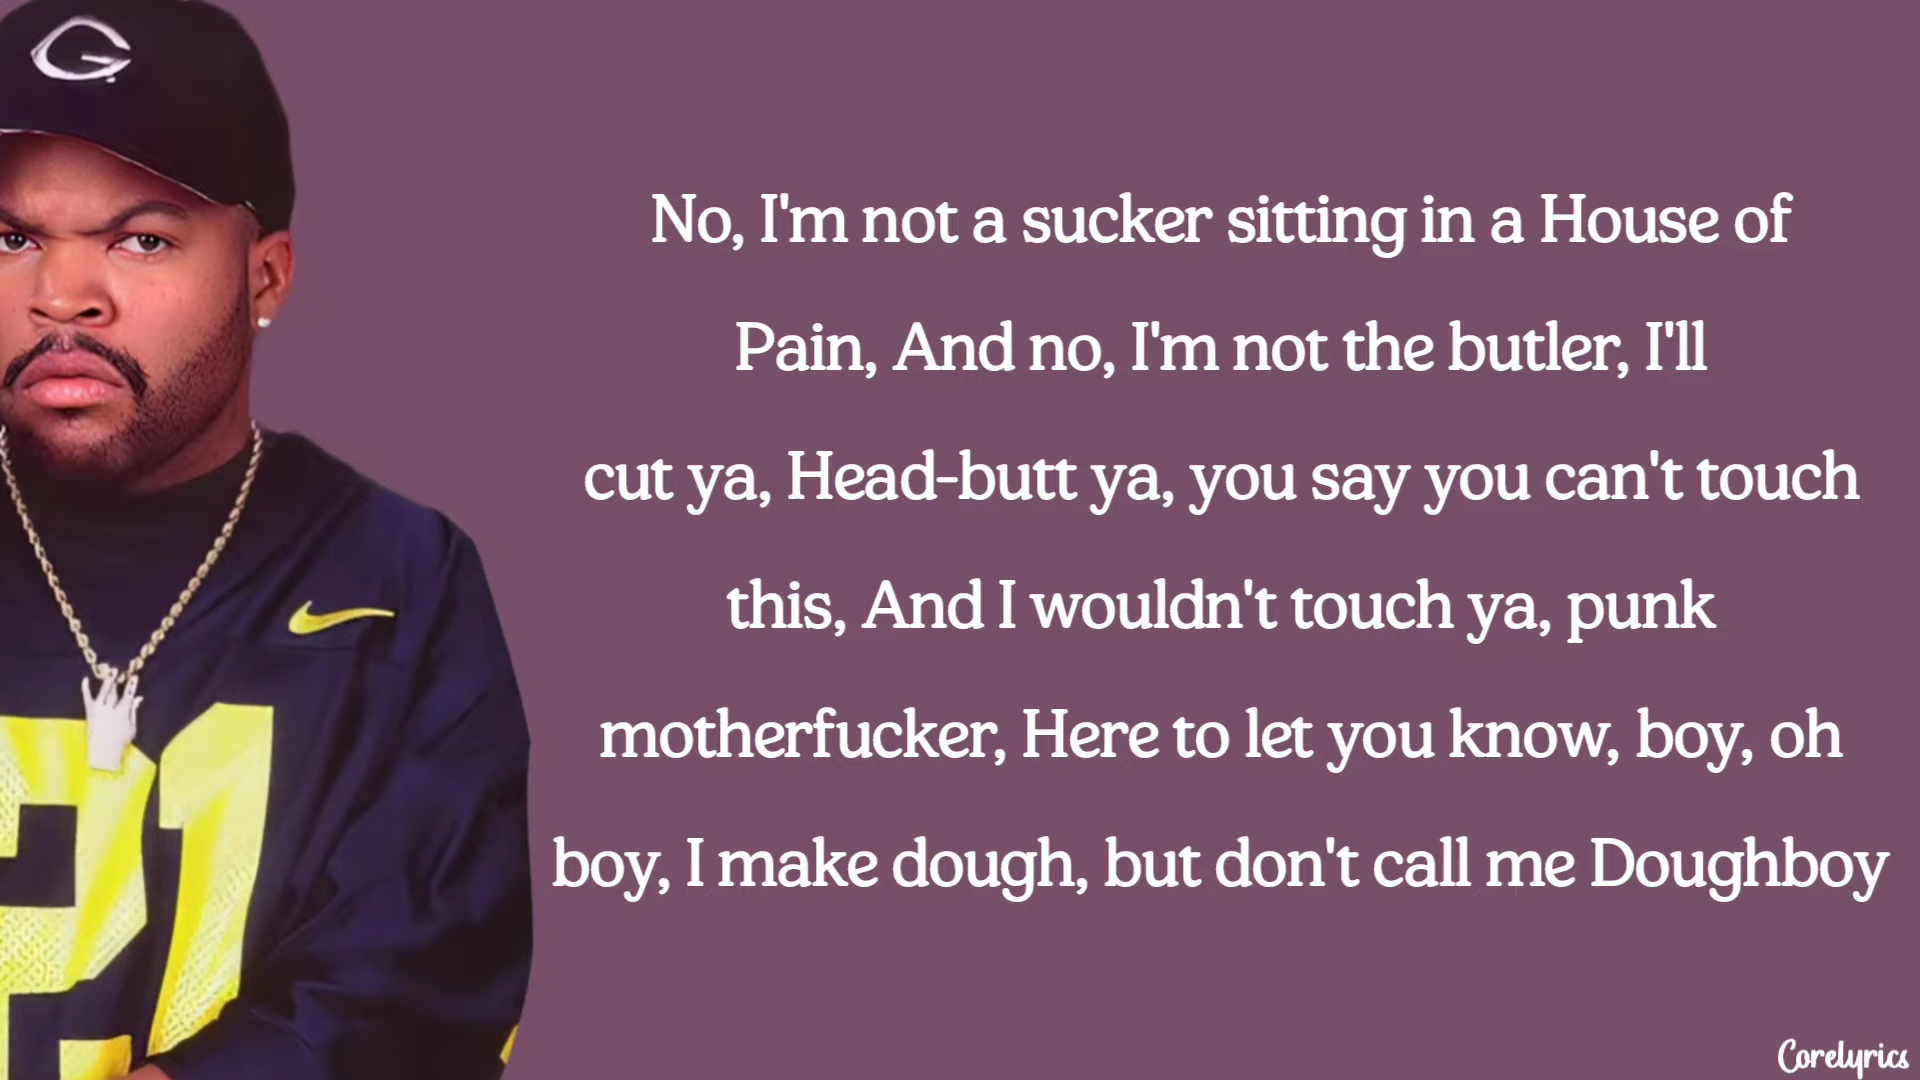 G
No, I'm not a sucker sitting in a House of
Pain, And no, I'm not the butler, I'll
cut ya, Head-butt ya, you say you can't touch
this, And I wouldn't touch ya, punk
motherfucker, Here to let you know, boy, oh
boy, I make dough, but don't call me Doughboy
21
Corelyrics